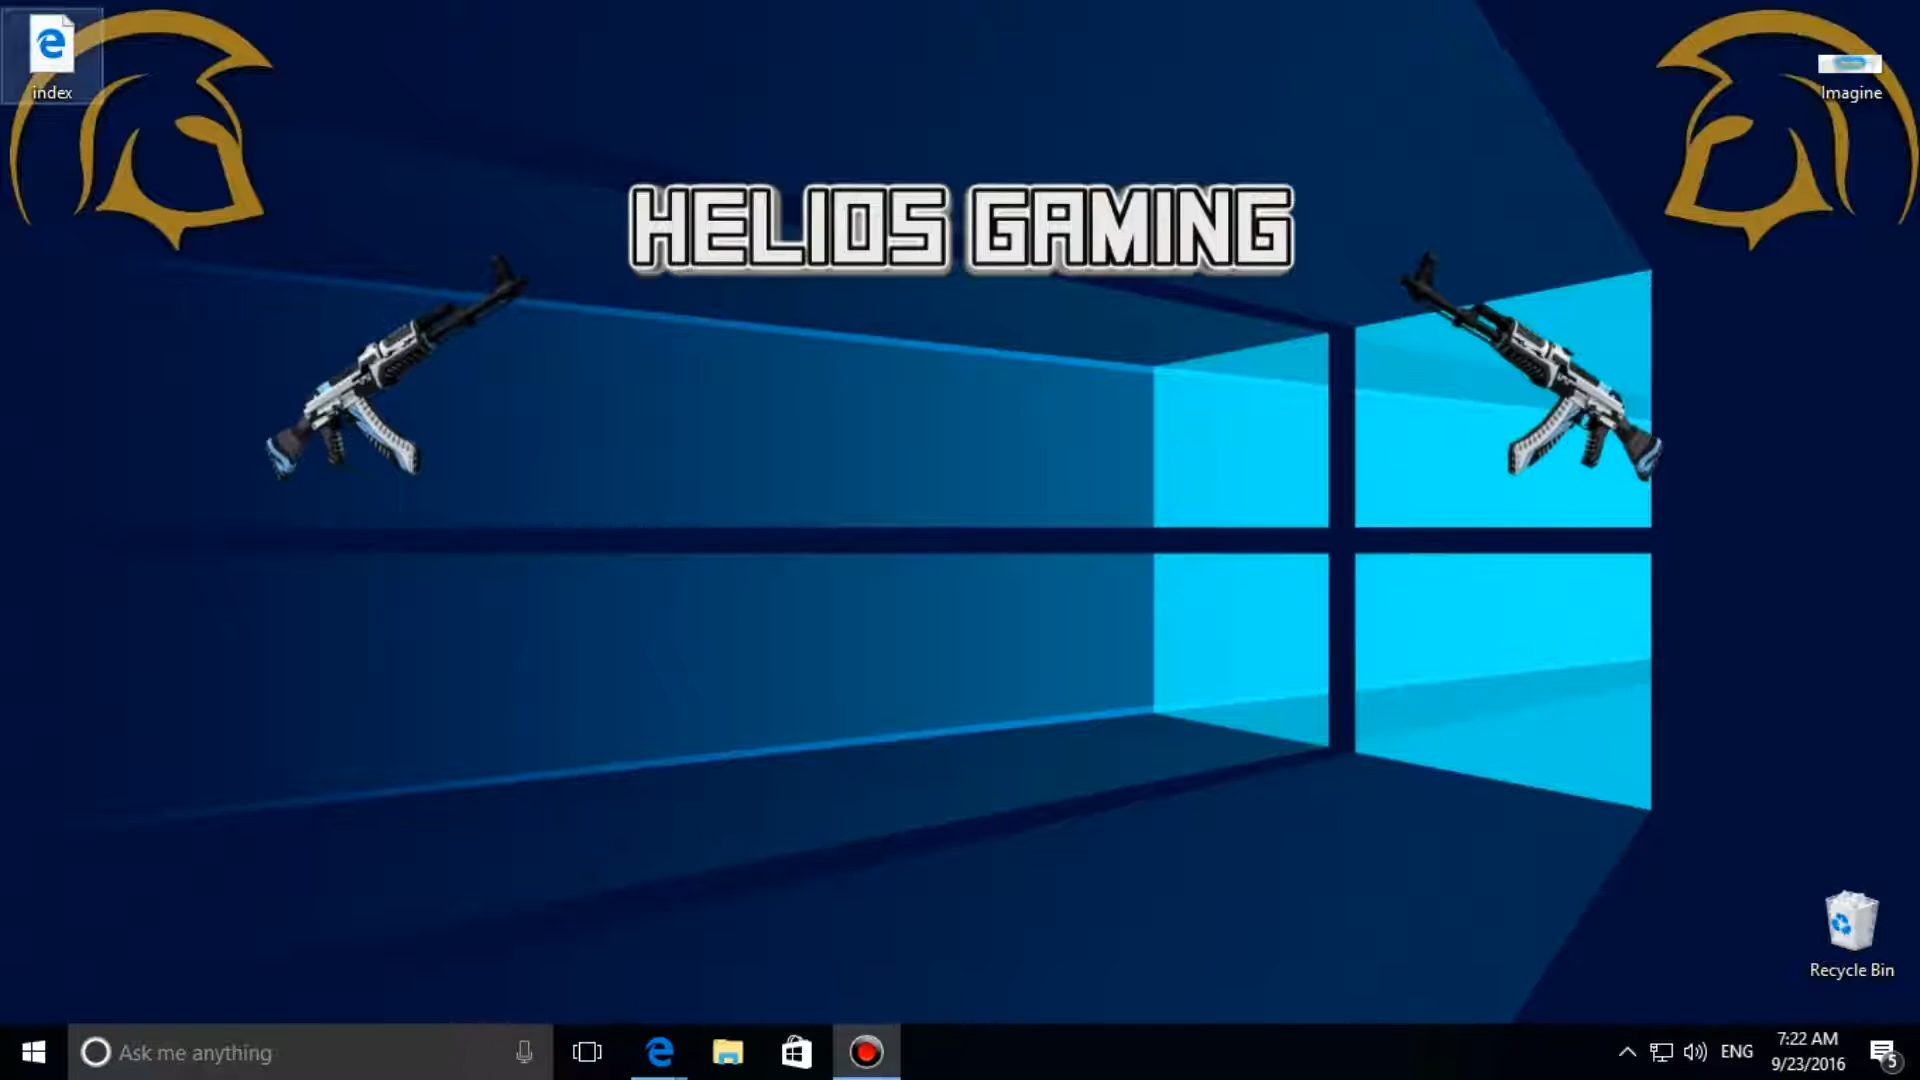 index
Imagine
HELIOS GAMING
Recycle Bin
Ask me anything
ENG
7:22 AM
9/23/2016
5